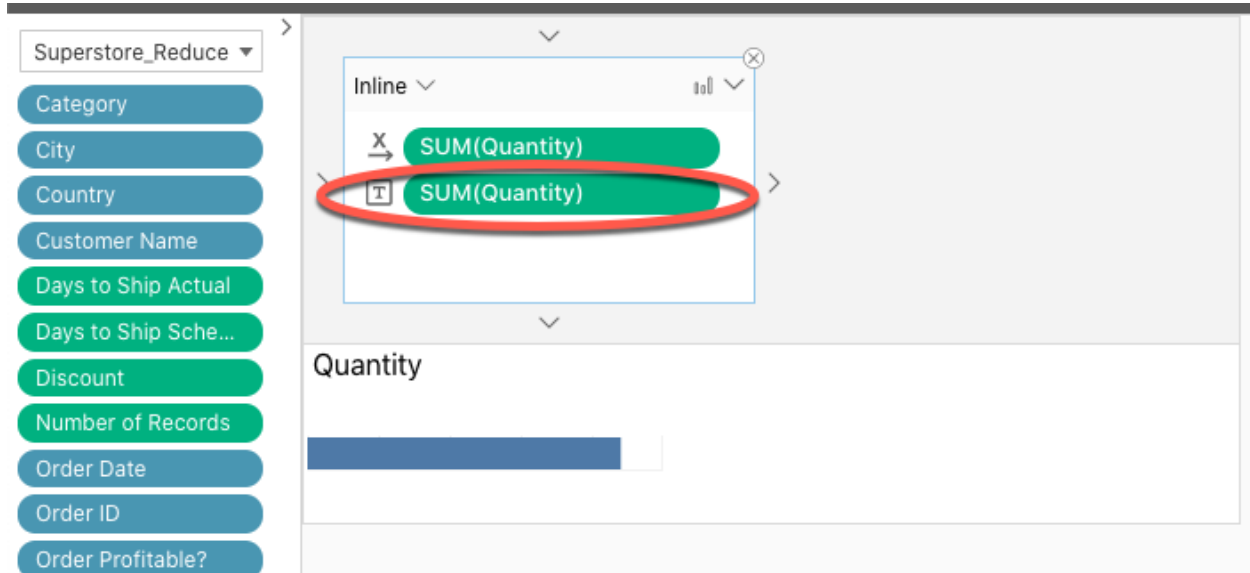 Superstore_Reduce
Category
City
Country
Customer Name
Days to Ship Actual
Days to Ship Sche...
Discount
Number of Records
Order Date
Order ID
Order Profitable?
Inline
X
SUM(Quantity)
T
SUM(Quantity)
Quantity